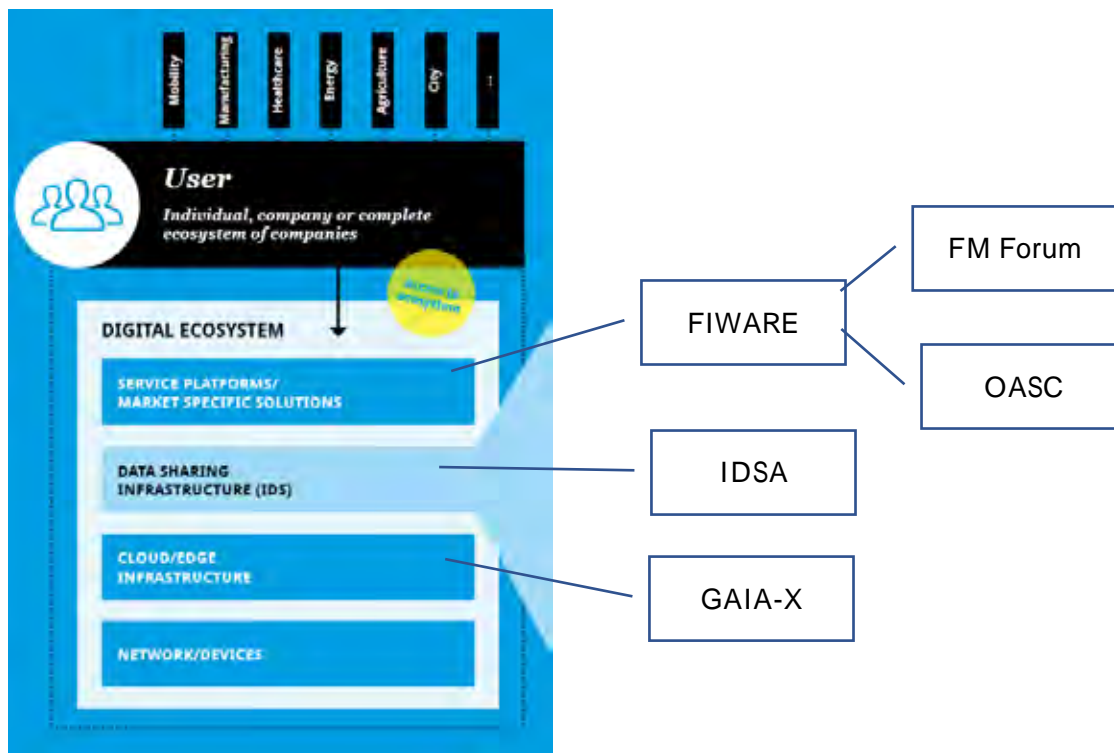 Mobility
Manufacturing
Healthcare
Energy
Agriculture
City
...
User
Individual, company or complete
ecosystem of companies
ecosystem
DIGITAL ECOSYSTEM
SERVICE PLATFORMS/
MARKET SPECIFIC SOLUTIONS
DATA SHARING
INFRASTRUCTURE (IDS)
CLOUD/EDGE
INFRASTRUCTURE
NETWORK/DEVICES
FIWARE
FM Forum
OASC
IDSA
GAIA-X